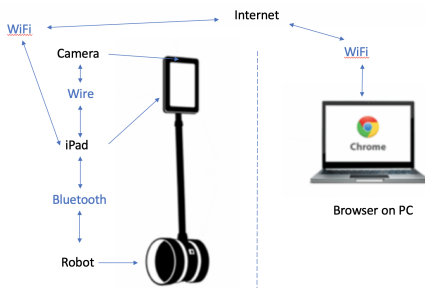 Internet
WiFi
WiFi
Camera
Wire
Chrome
iPad
Bluetooth
Browser on PC
Robot